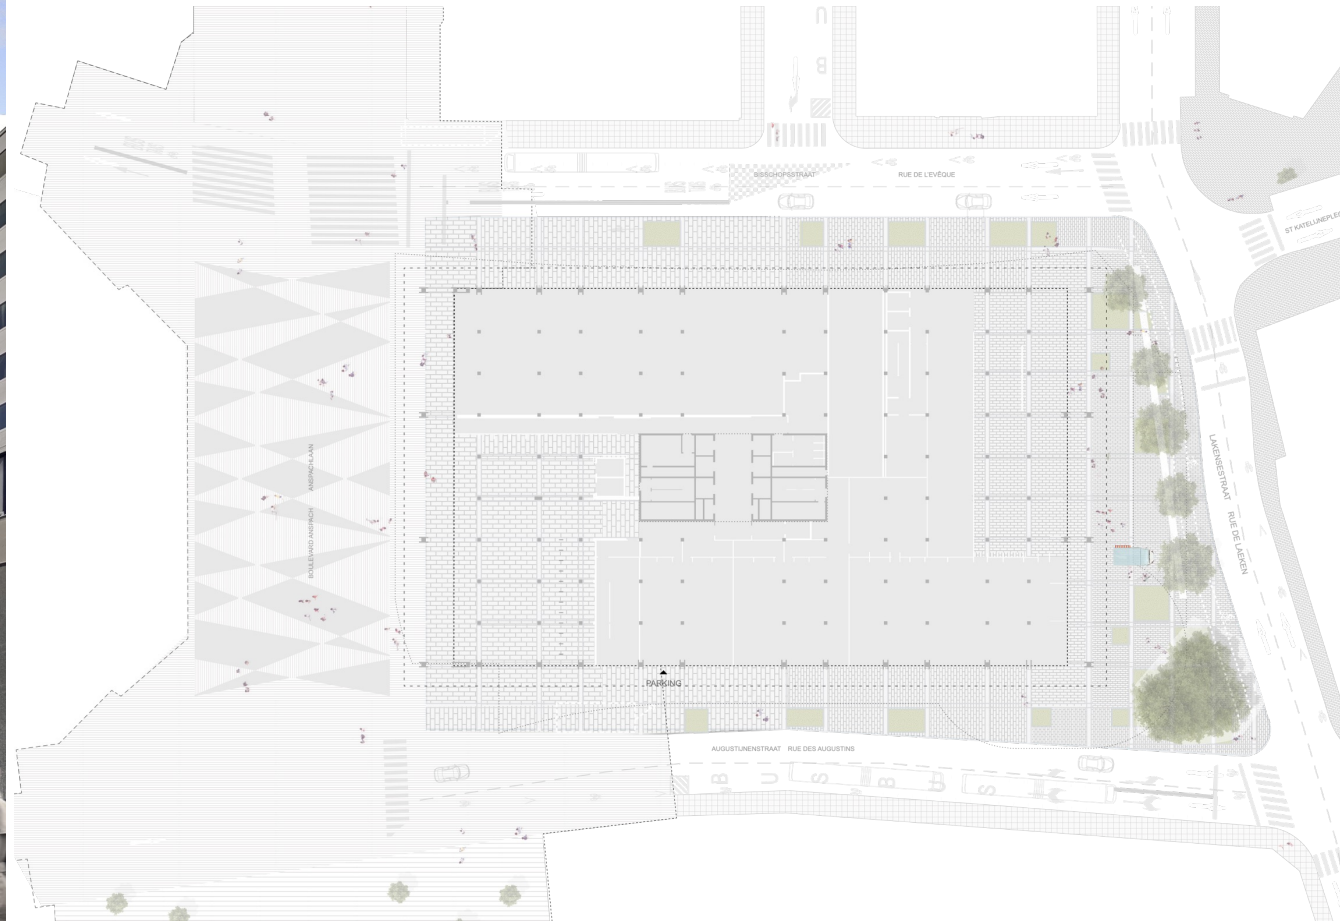 BUS
BISSCHOPSSTRAAT RUE DE L'EVÊQUE
ST KATELIJNEPLEIN
BOULEVARD ANSPACH ANSPACHLAAN
LAKENSESTRAAT RUE DE LAEKEN
PARKING
AUGUSTIJNENSTRAAT RUE DES AUGUSTINS
BUS
BUS